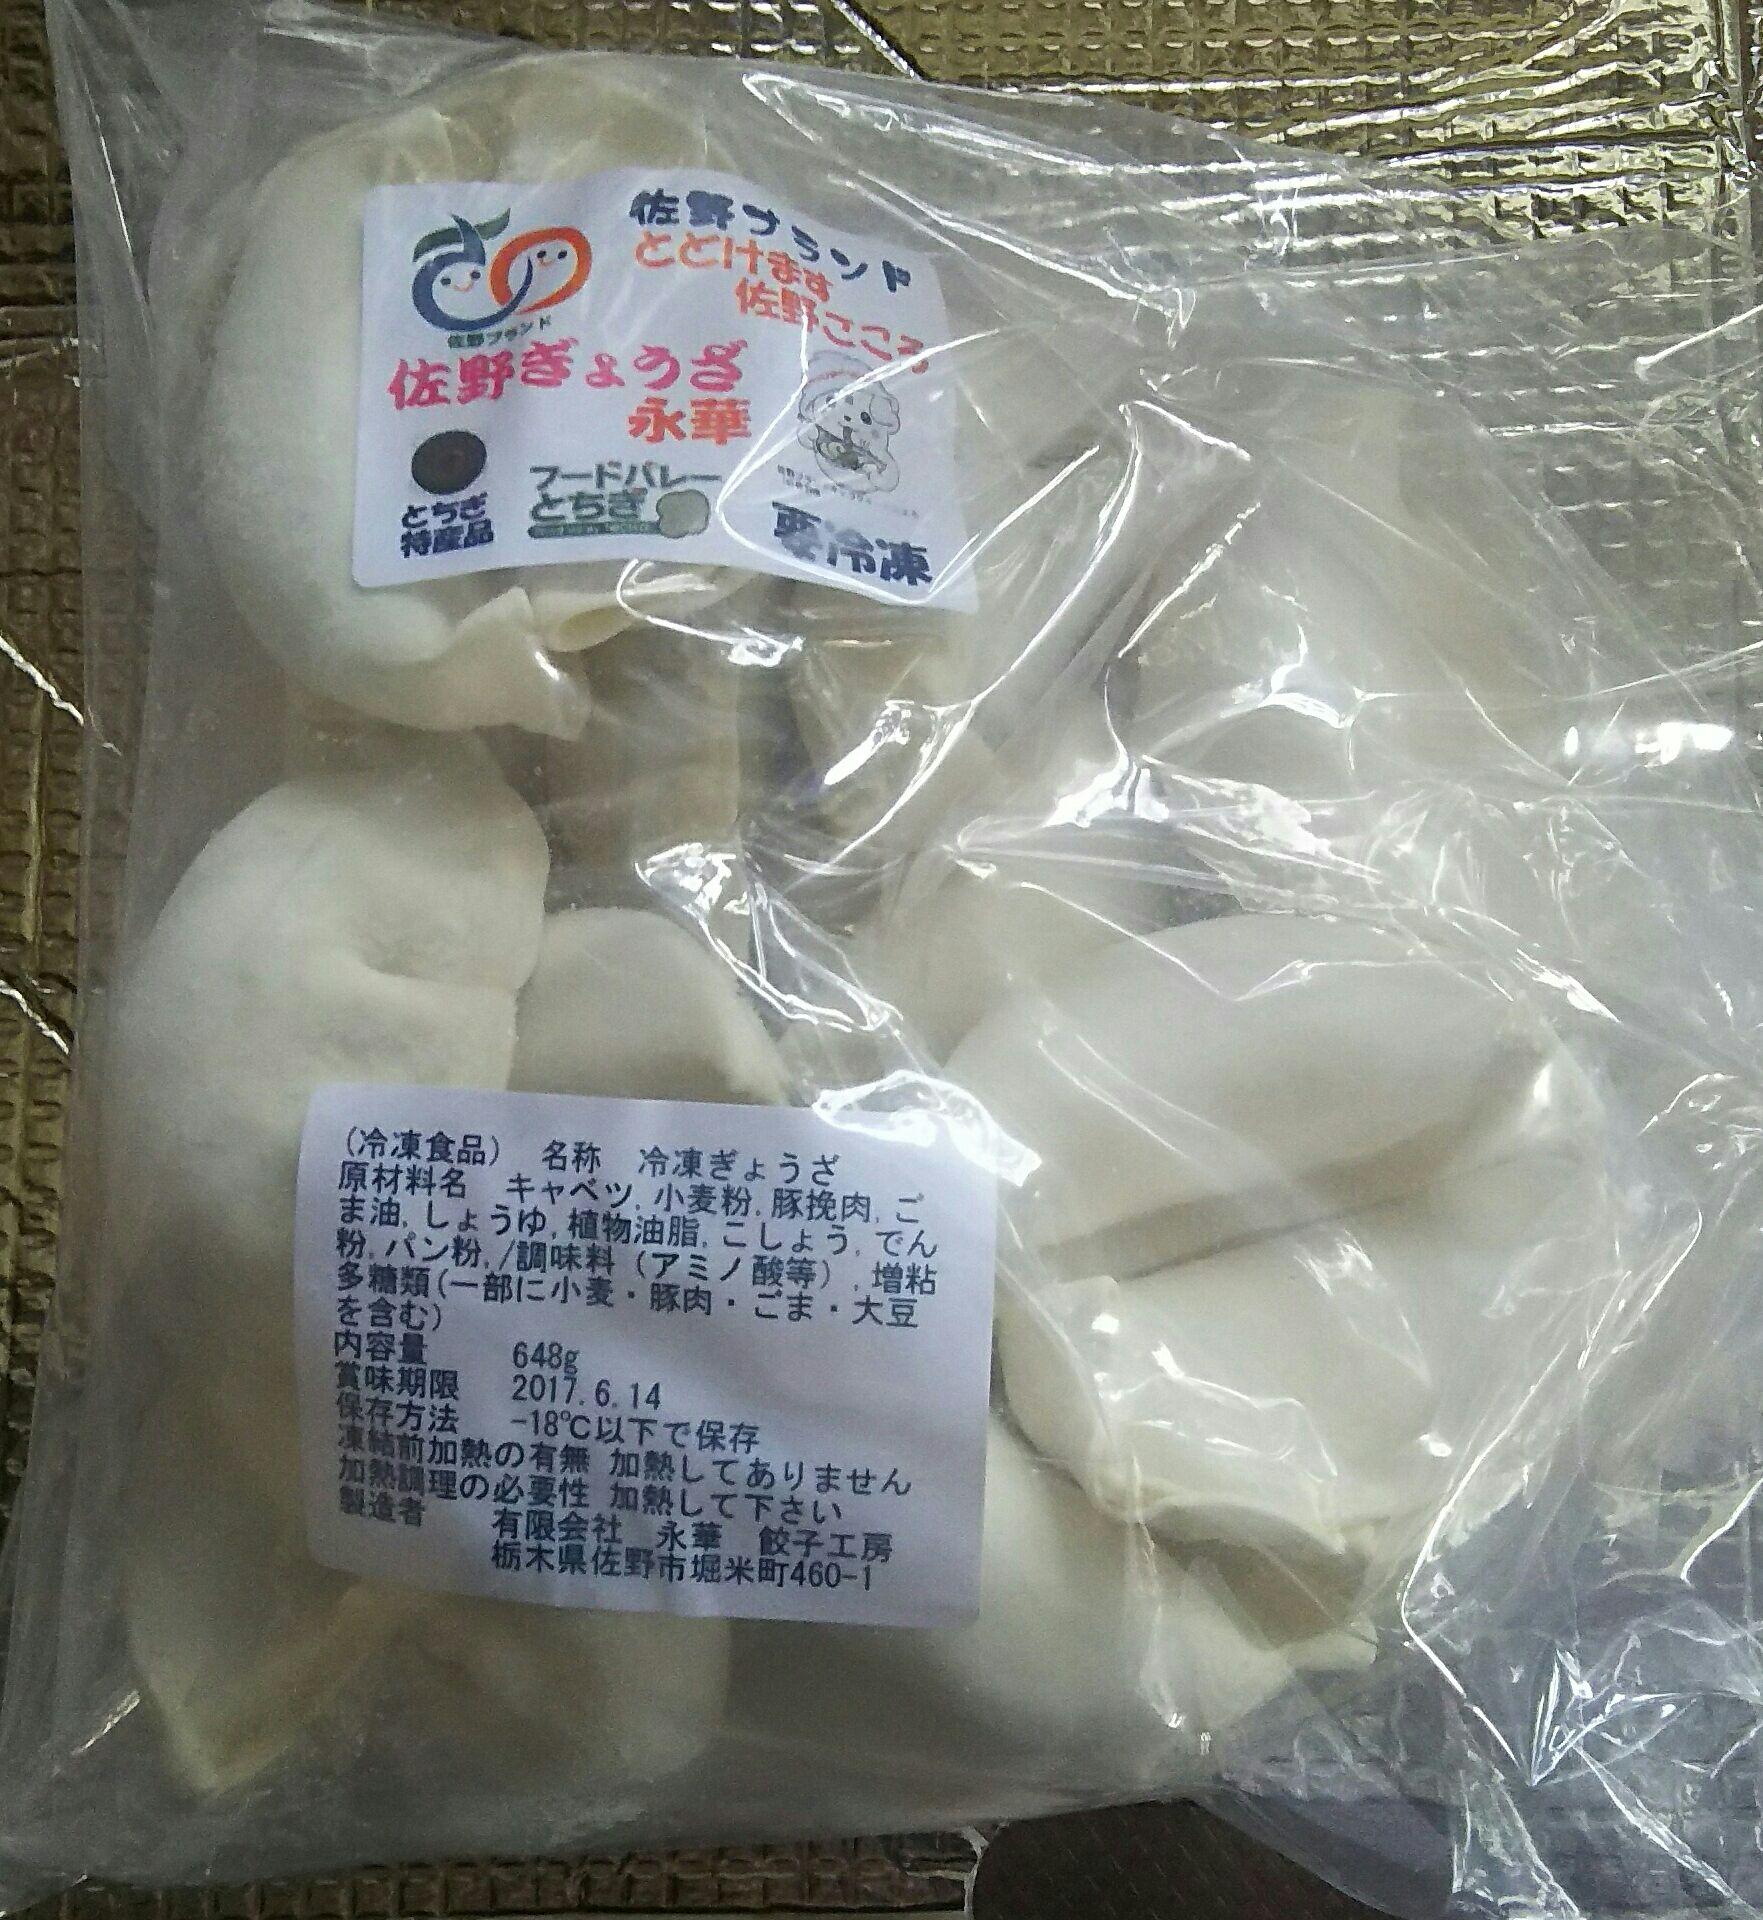 佐野ブランド
とどけます
佐野こころ
佐野ブランド
佐野ぎょうざ
永華
とちぎ
特産品
フードバレー
とちぎ
要冷凍
(冷凍食品) 名称 冷凍ぎょうざ
原材料名 キャベツ,小麦粉,豚挽肉,ご
ま油,しょうゆ,植物油脂,こしょう,でん
粉,パン粉,/調味料(アミノ酸等),増粘
多糖類(一部に小麦・豚肉・ごま・大豆
を含む)
内容量 648g
賞味期限 2017.6.14
保存方法 -18℃以下で保存
凍結前加熱の有無 加熱してありません
加熱調理の必要性 加熱して下さい
製造者 有限会社 永華 餃子工房
栃木県佐野市堀米町460-1